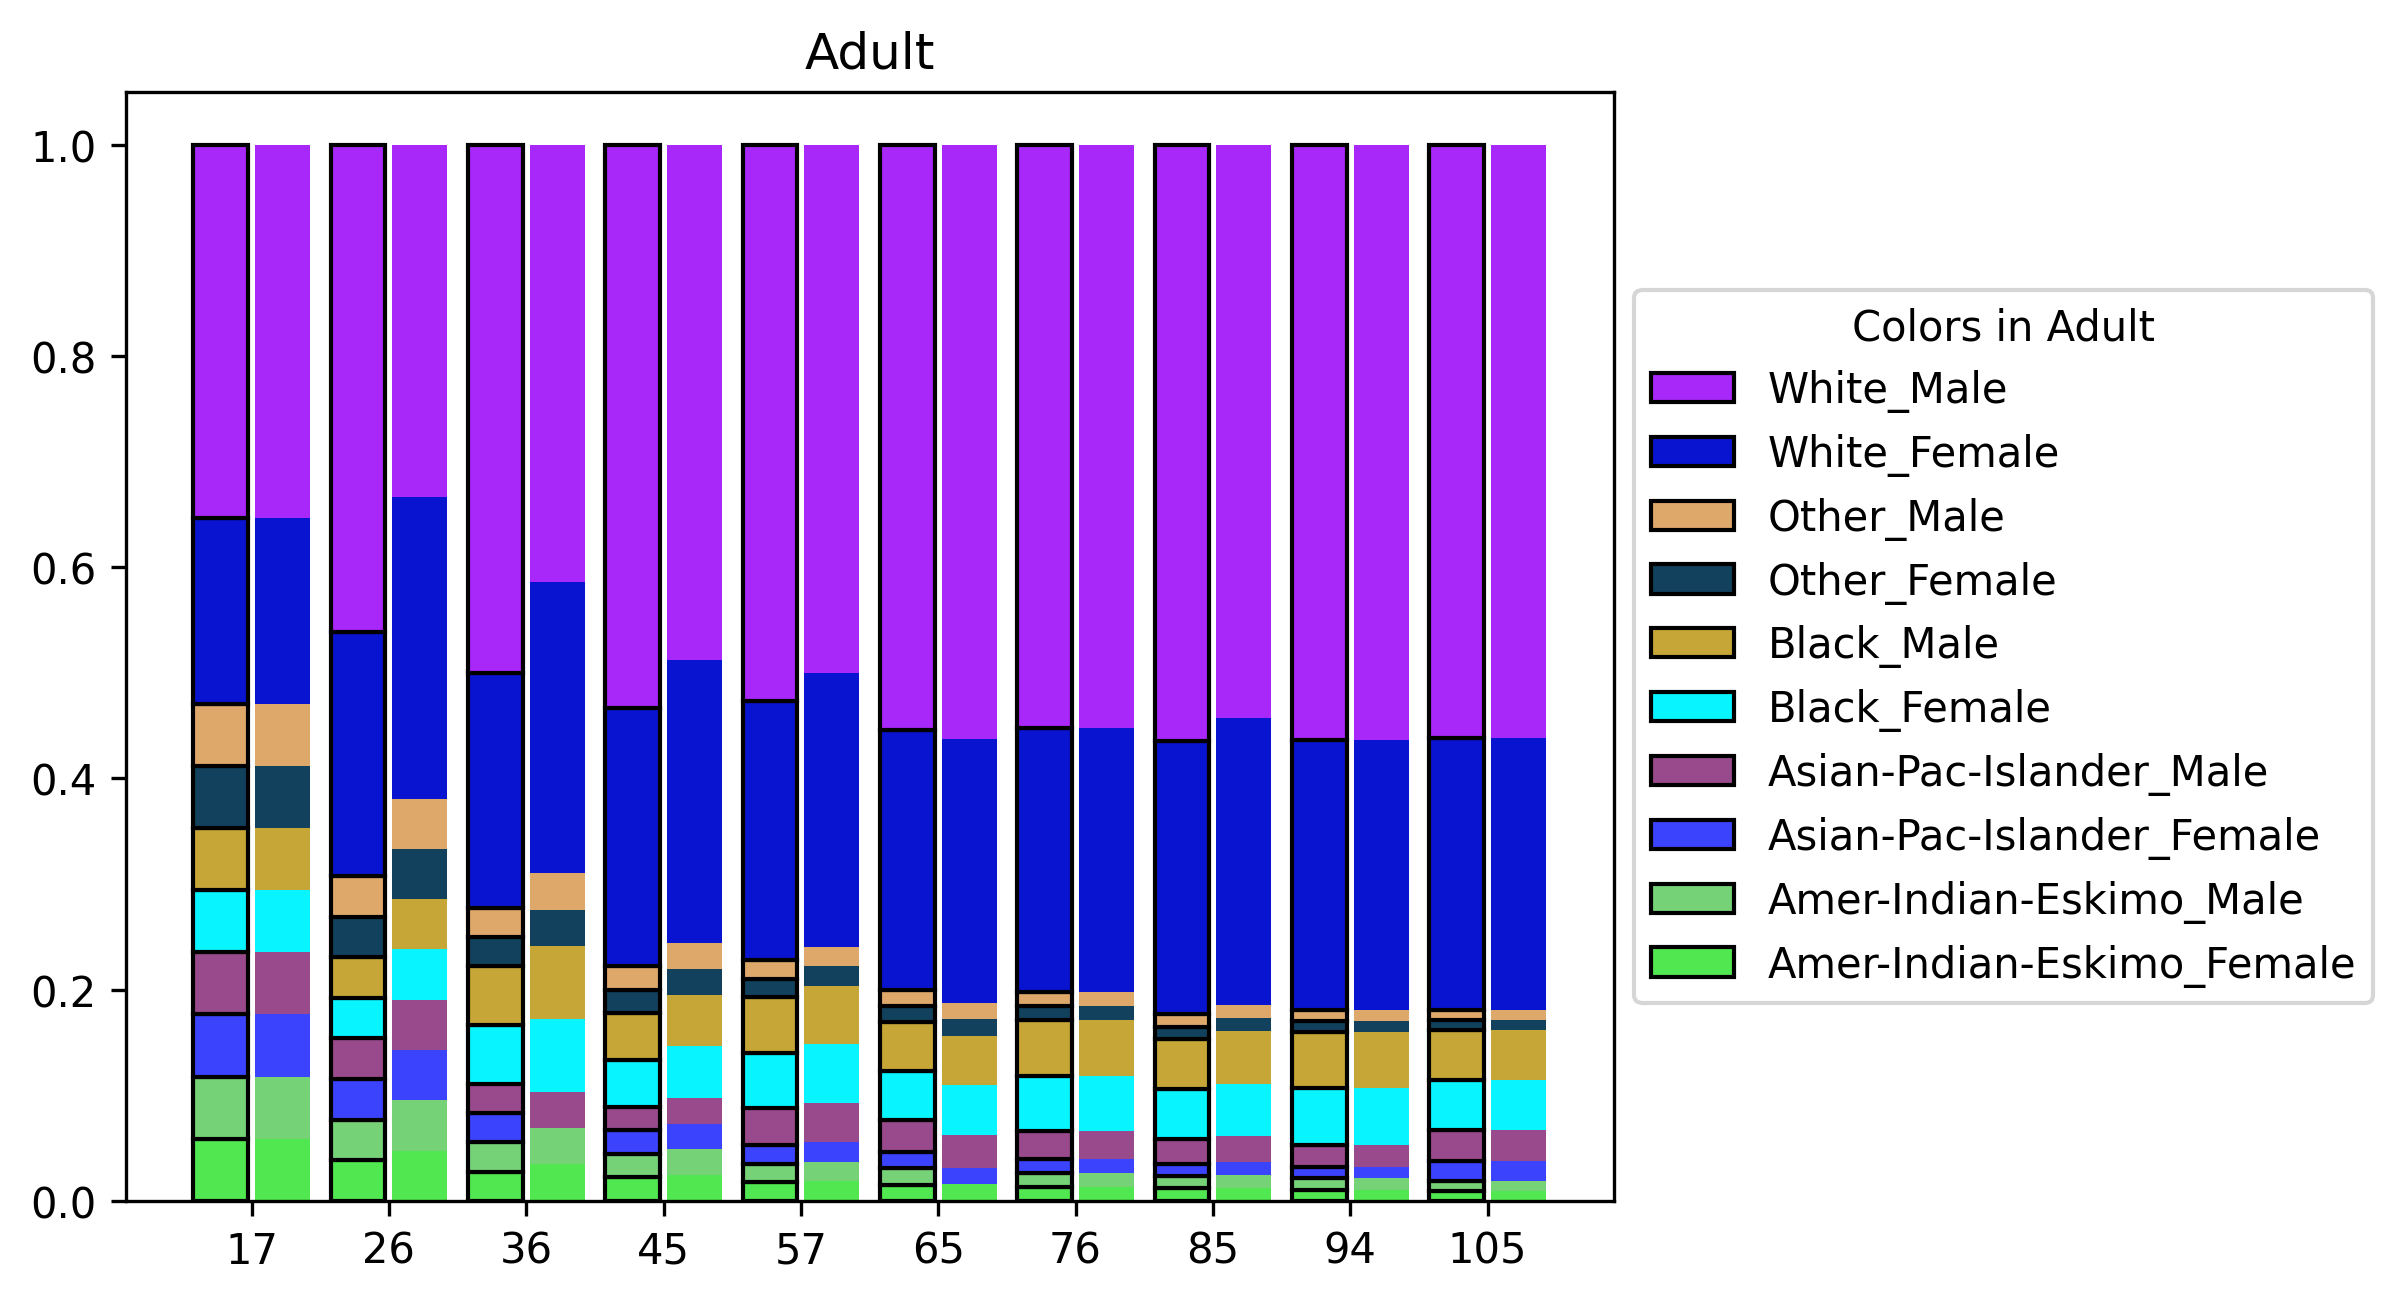 Adult
1.0
0.8
0.6
0.4
0.2
0.0
17 26 36 45 57 65 76 85 94 105
Colors in Adult
White_Male
White_Female
Other_Male
Other_Female
Black_Male
Black_Female
Asian-Pac-Islander_Male
Asian-Pac-Islander_Female
Amer-Indian-Eskimo_Male
Amer-Indian-Eskimo_Female